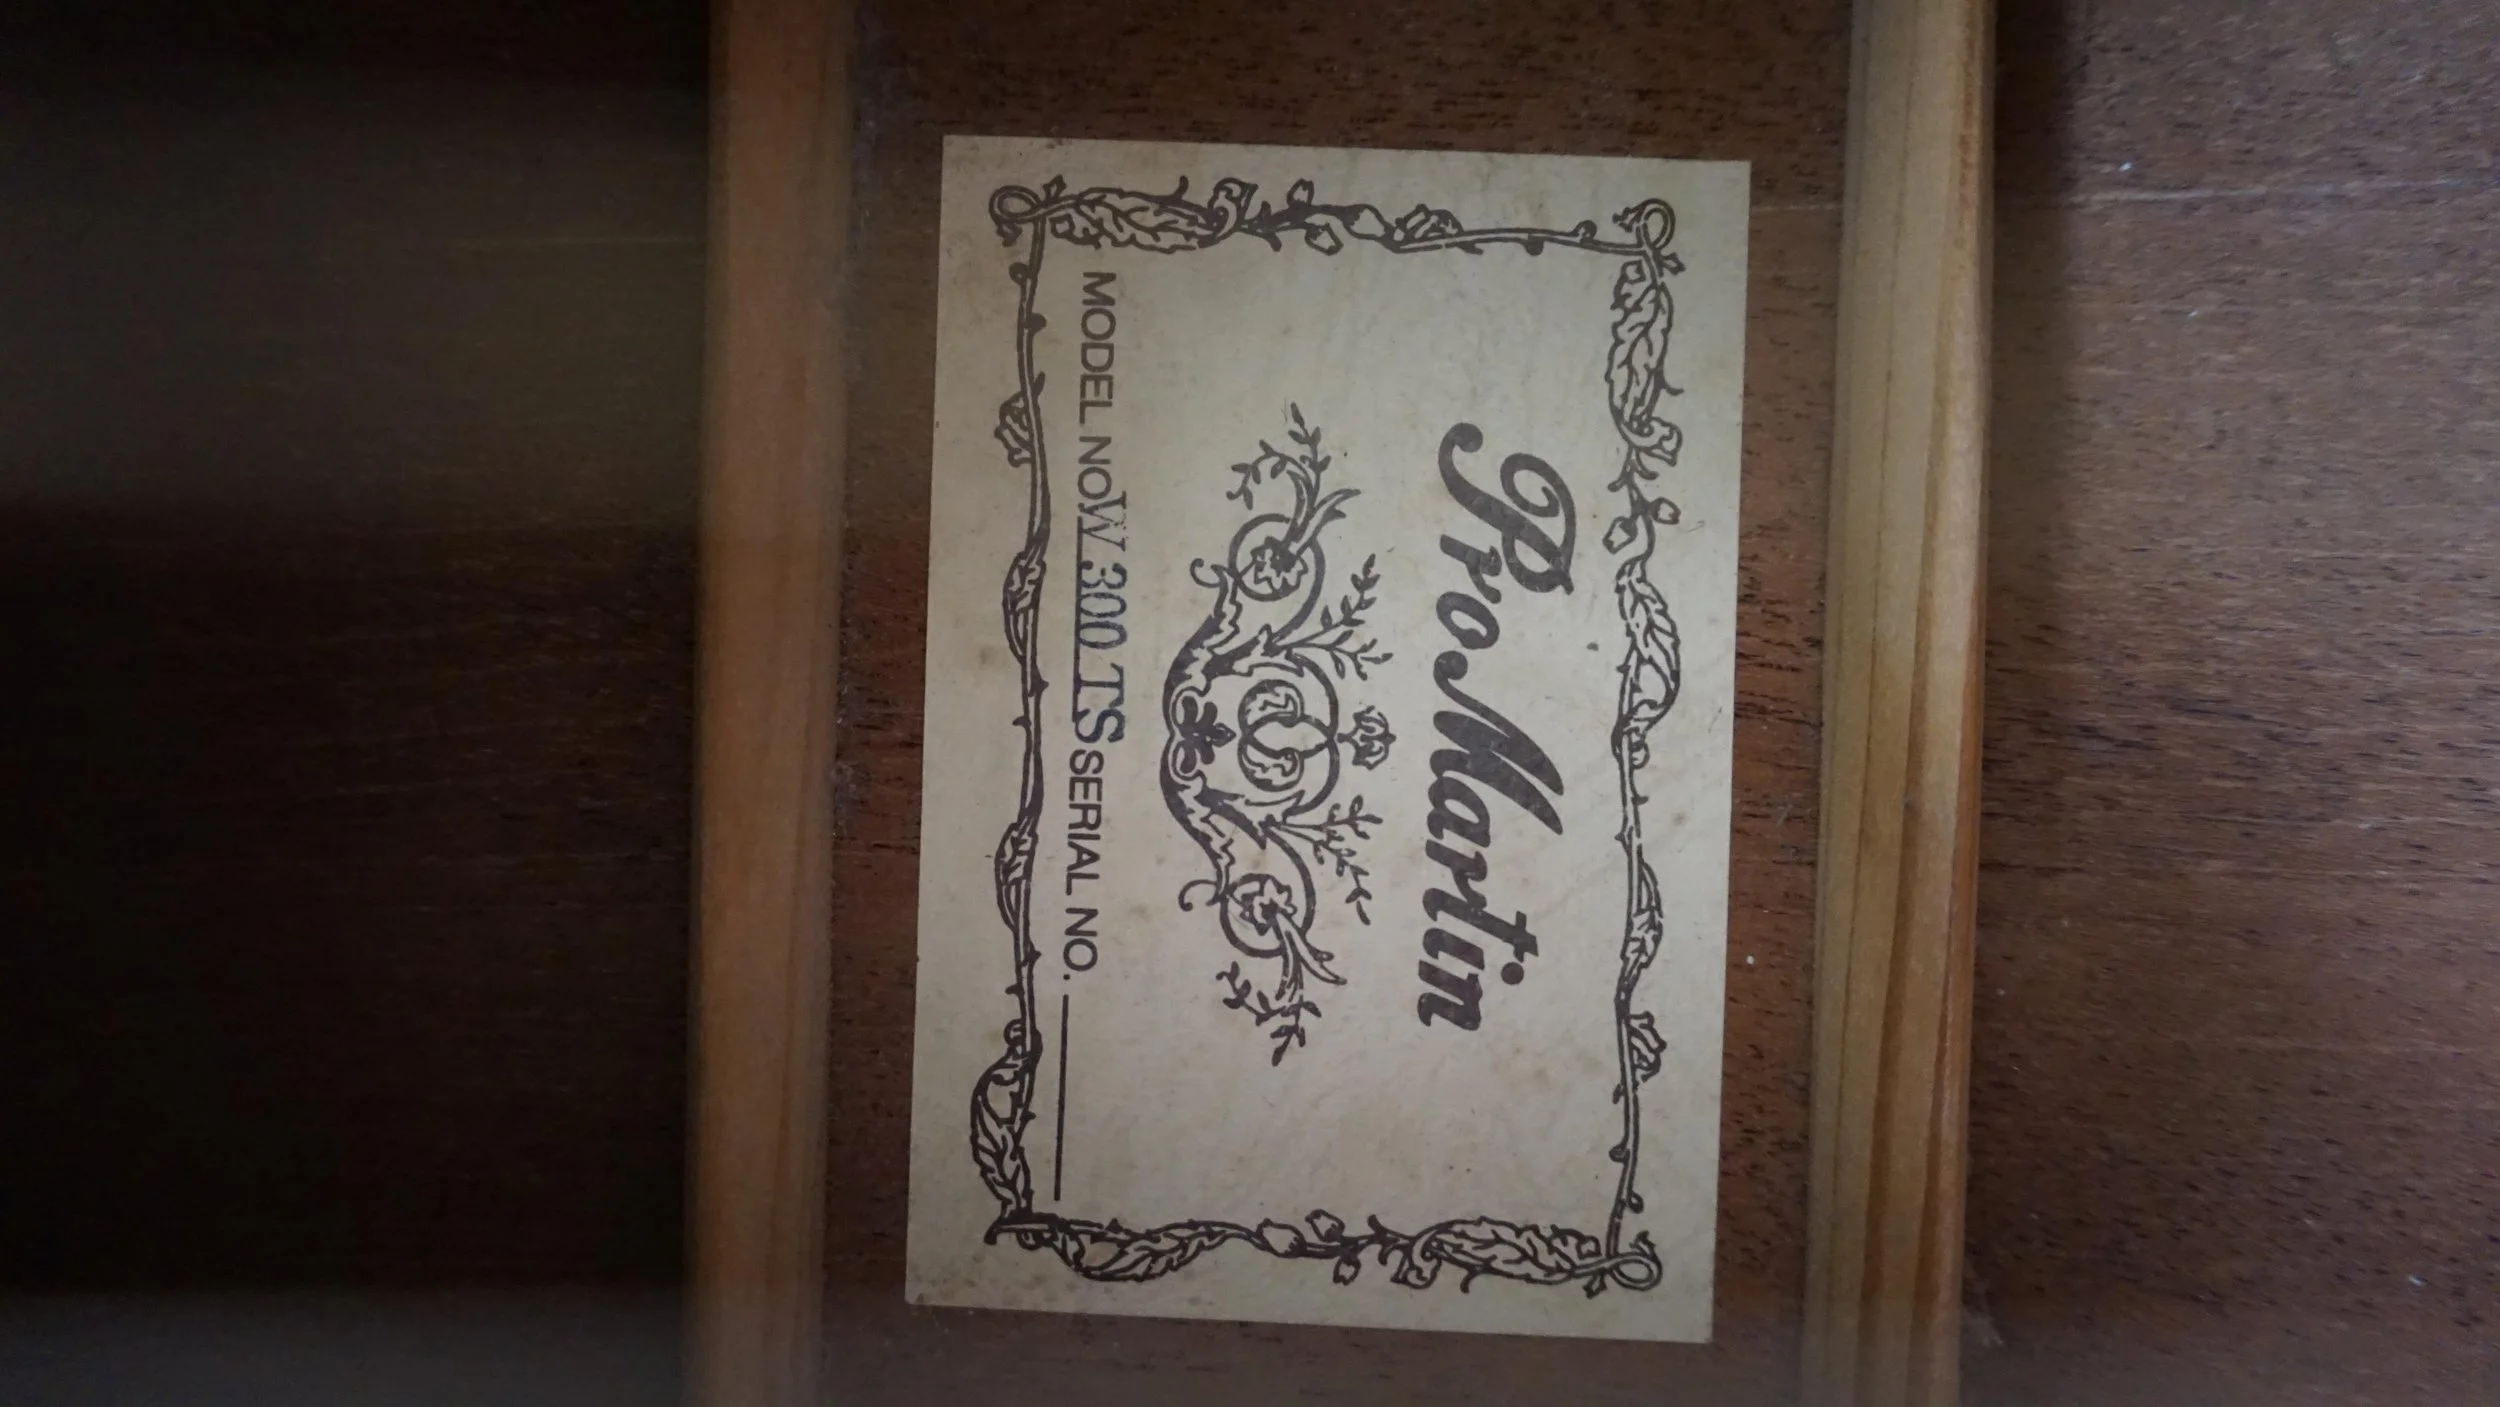 Pro Martin
MODEL NO. W 300 TS SERIAL NO.